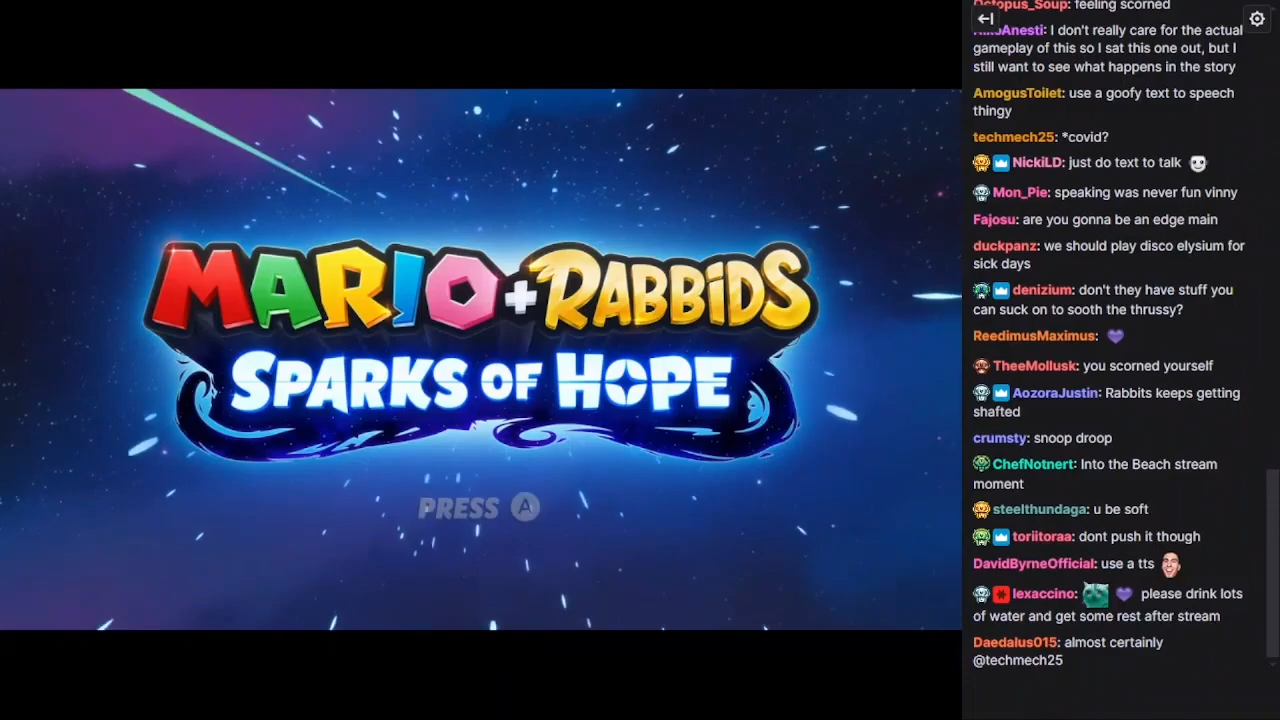 MARIO + RABBIDS
SPARKS OF HOPE
PRESS A
Octopus_Soup: feeling scorned
Anesti: I don't really care for the actual
gameplay of this so I sat this one out, but I
still want to see what happens in the story
AmogusToilet: use a goofy text to speech
thingy
techmech25: *covid?
NickiLD: just do text to talk
Mon_Pie: speaking was never fun vinny
Fajosu: are you gonna be an edge main
duckpanz: we should play disco elysium for
sick days
denizium: don't they have stuff you
can suck on to sooth the thrussy?
ReedimusMaximus:
TheeMollusk: you scorned yourself
AozoraJustin: Rabbits keeps getting
shafted
crumsty: snoop droop
ChefNotnert: Into the Beach stream
moment
steelthundaga: u be soft
toriitoraa: dont push it though
DavidByrneOfficial: use a tts
lexaccino: please drink lots
of water and get some rest after stream
Daedalus015: almost certainly
@techmech25